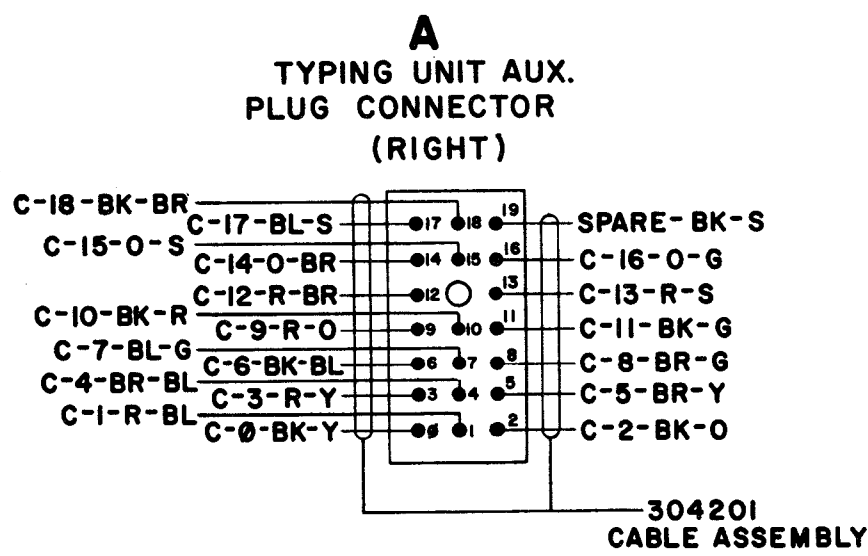 A
TYPING UNIT AUX.
PLUG CONNECTOR
(RIGHT)
C-18-BK-BR
C-17-BL-S 17 18 19 SPARE-BK-S
C-15-O-S
C-14-O-BR 14 15 16 C-16-O-G
C-12-R-BR 12 13 C-13-R-S
C-10-BK-R
C-9-R-O 9 10 11 C-11-BK-G
C-7-BL-G
C-6-BK-BL 6 7 8 C-8-BR-G
C-4-BR-BL
C-3-R-Y 3 4 5 C-5-BR-Y
C-1-R-BL
C-Ø-BK-Y Ø 1 2 C-2-BK-O
304201
CABLE ASSEMBLY